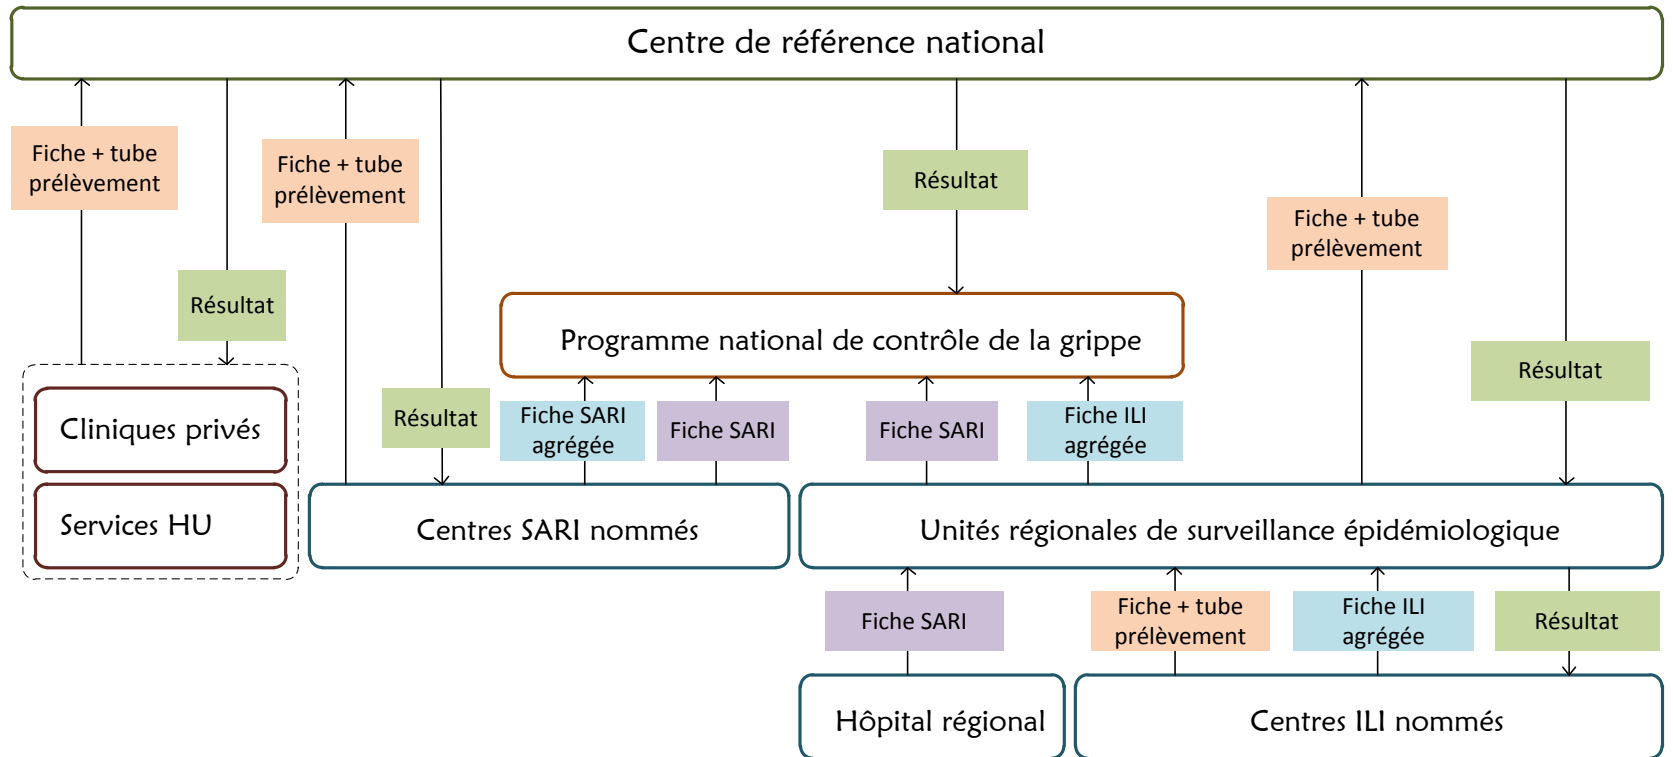 Centre de référence national
Fiche + tube
prélèvement
Fiche + tube
prélèvement
Résultat
Fiche + tube
prélèvement
Résultat
Programme national de contrôle de la grippe
Résultat
Résultat
Fiche SARI
agrégée
Fiche SARI
Fiche SARI
Fiche ILI
agrégée
Cliniques privés
Services HU
Centres SARI nommés
Unités régionales de surveillance épidémiologique
Fiche SARI
Fiche + tube
prélèvement
Fiche ILI
agrégée
Résultat
Hôpital régional
Centres ILI nommés
Résultat